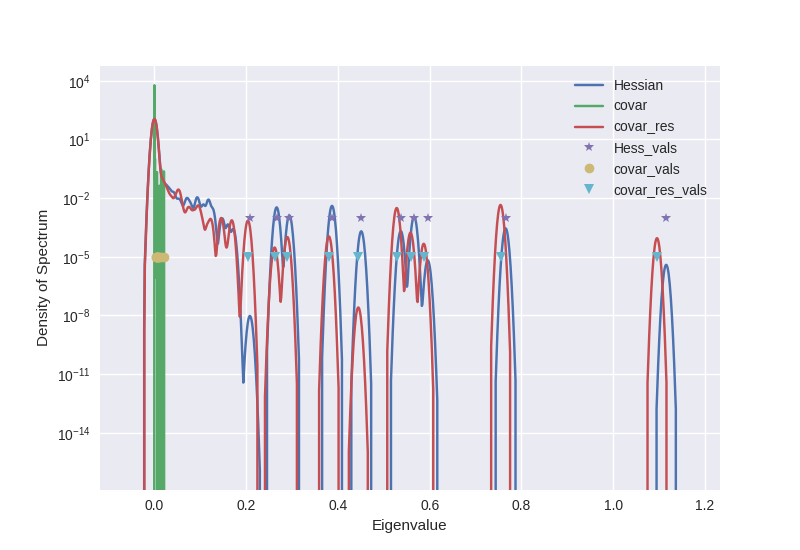 Hessian
covar
covar_res
Hess_vals
covar_vals
covar_res_vals
10^4
10^1
10^-2
10^-5
10^-8
10^-11
10^-14
Density of Spectrum
0.0 0.2 0.4 0.6 0.8 1.0 1.2
Eigenvalue